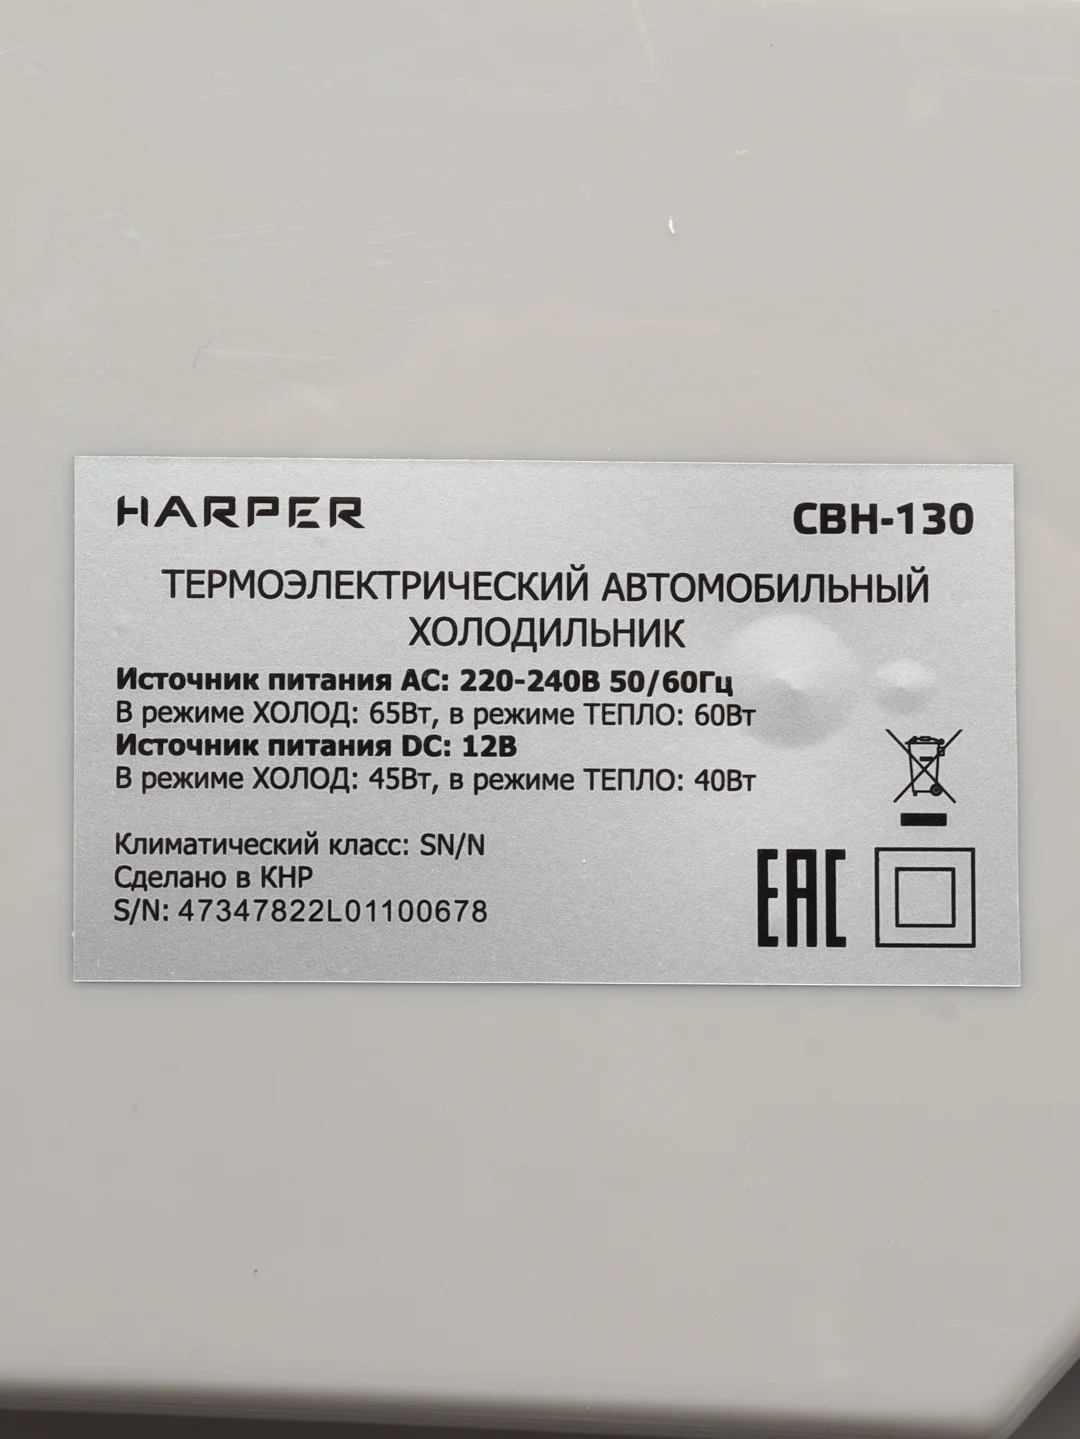 HARPER
CBH-130
ТЕРМОЭЛЕКТРИЧЕСКИЙ АВТОМОБИЛЬНЫЙ
ХОЛОДИЛЬНИК
Источник питания AC: 220-240В 50/60Гц
В режиме ХОЛОД: 65Вт, в режиме ТЕПЛО: 60Вт
Источник питания DC: 12В
В режиме ХОЛОД: 45Вт, в режиме ТЕПЛО: 40Вт
Климатический класс: SN/N
Сделано в КНР
S/N: 47347822L01100678
EAC